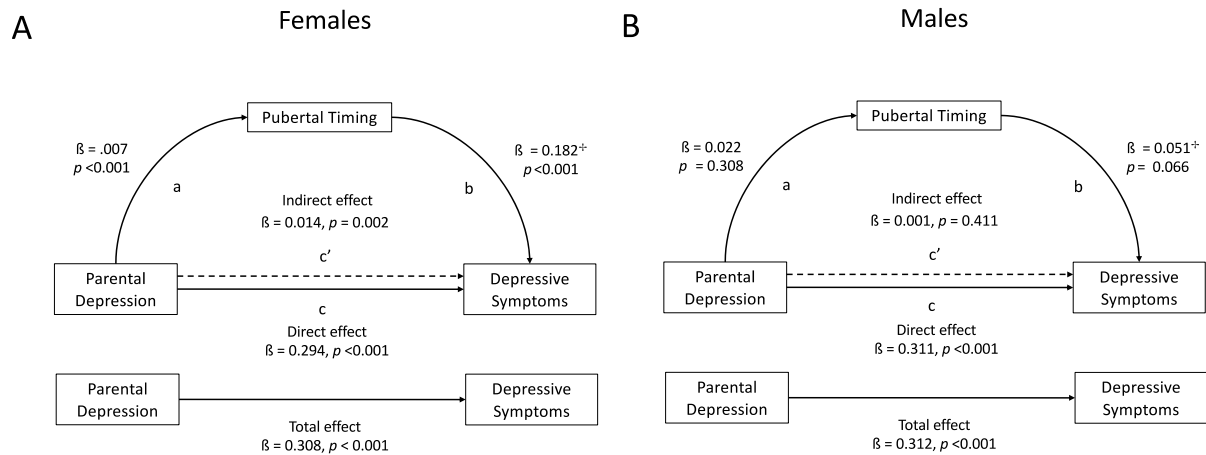 A
Females
Pubertal Timing
ß = .007
p <0.001
ß = 0.182÷
p <0.001
a
b
Indirect effect
ß = 0.014, p = 0.002
c’
Parental
Depression
Depressive
Symptoms
c
Direct effect
ß = 0.294, p <0.001
Parental
Depression
Depressive
Symptoms
Total effect
ß = 0.308, p < 0.001
B
Males
Pubertal Timing
ß = 0.022
p = 0.308
ß = 0.051÷
p = 0.066
a
b
Indirect effect
ß = 0.001, p = 0.411
c’
Parental
Depression
Depressive
Symptoms
c
Direct effect
ß = 0.311, p <0.001
Parental
Depression
Depressive
Symptoms
Total effect
ß = 0.312, p <0.001